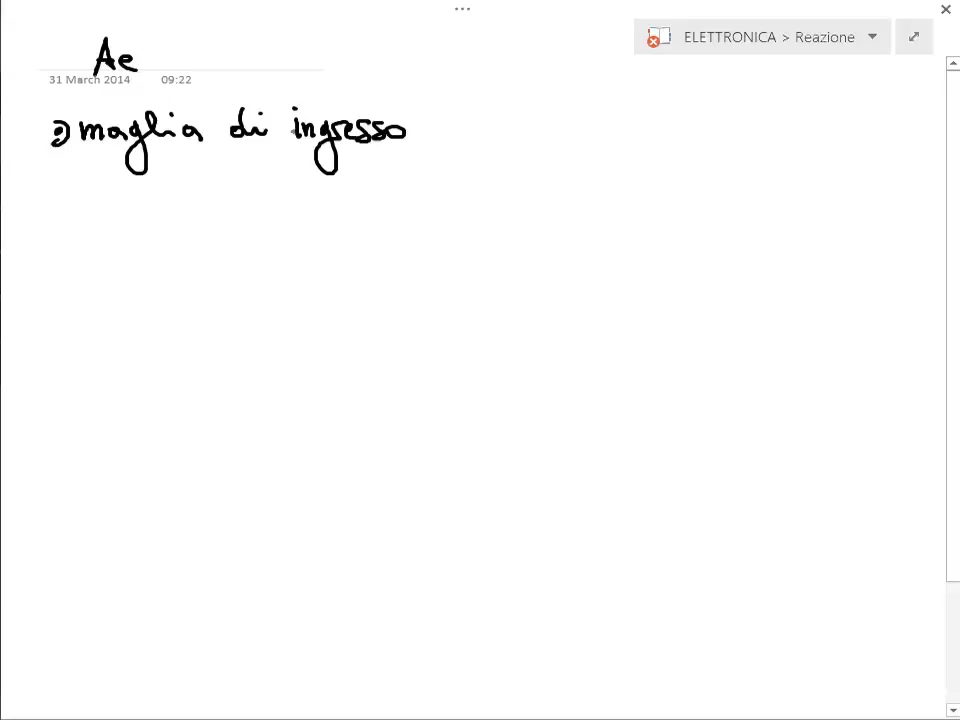 ELETTRONICA > Reazione
Ae
31 March 2014 09:22
maglia di ingresso